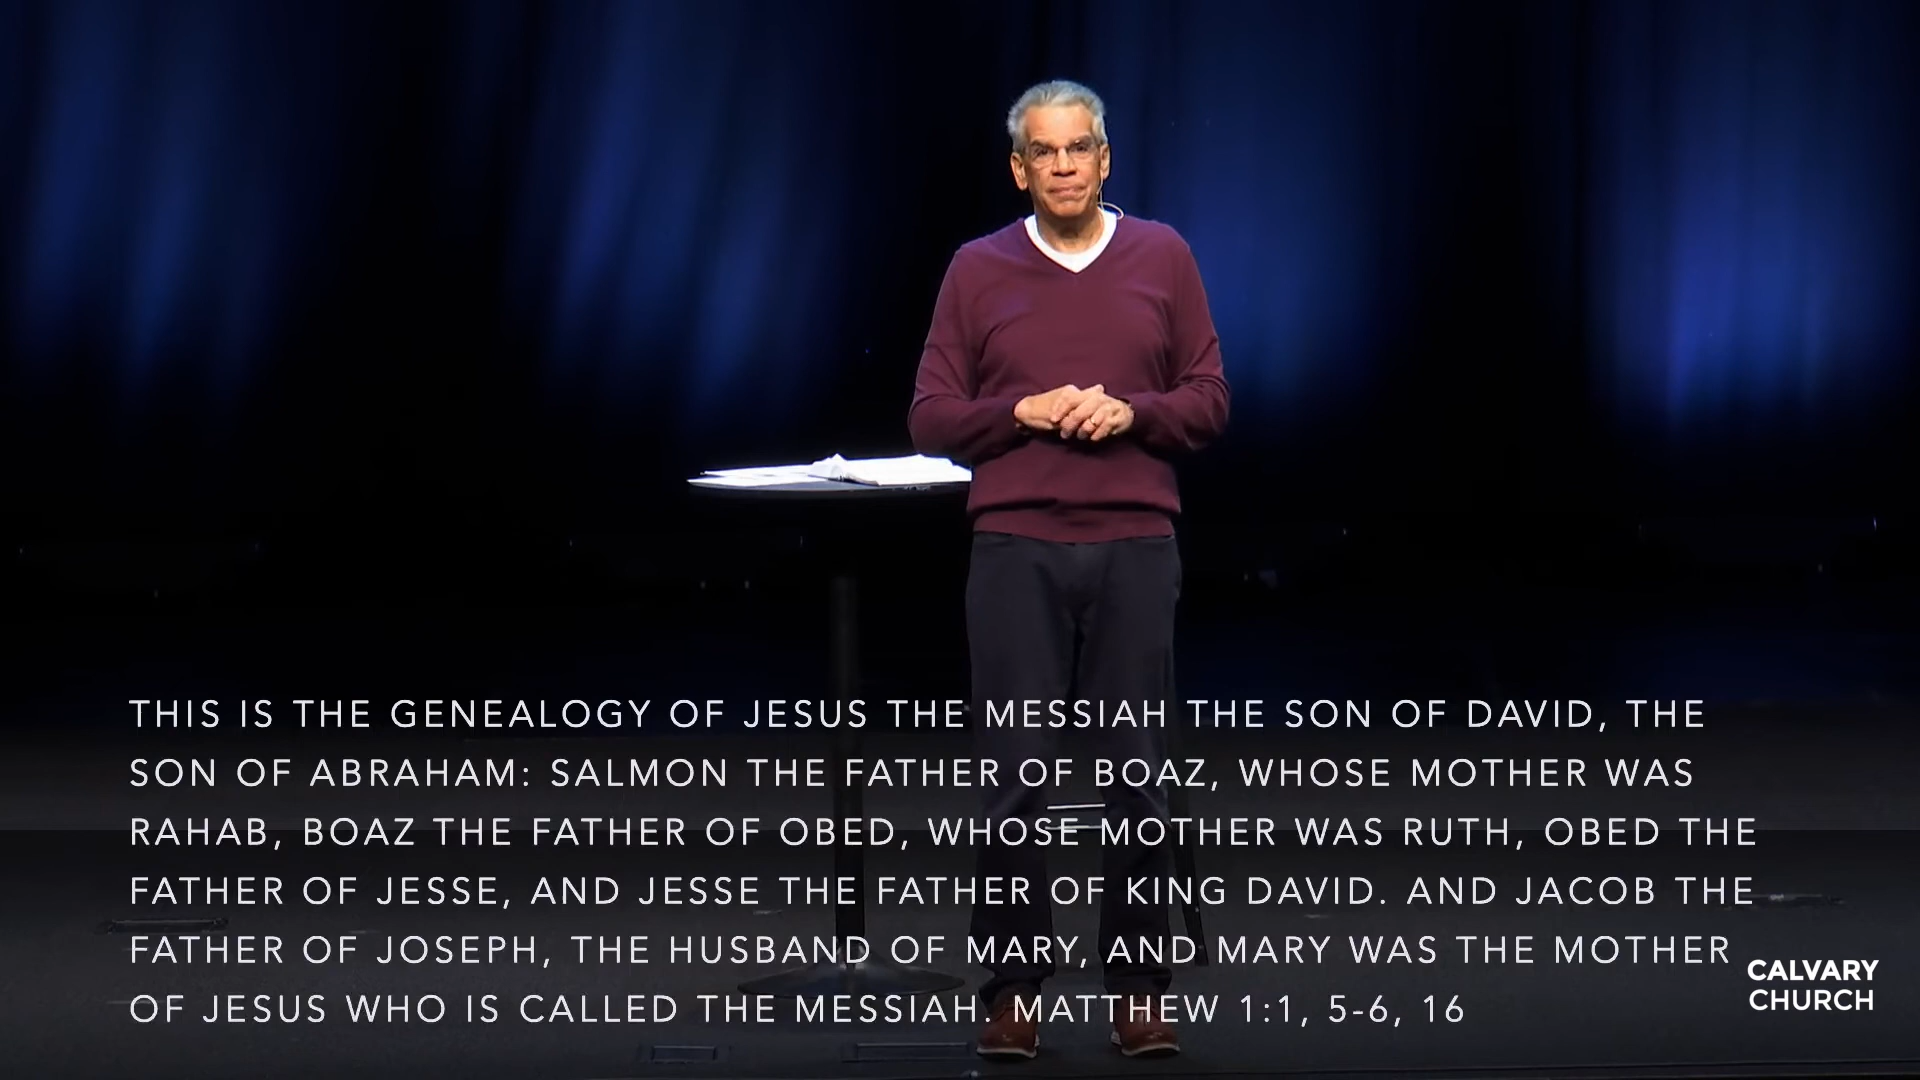 THIS IS THE GENEALOGY OF JESUS THE MESSIAH THE SON OF DAVID, THE
SON OF ABRAHAM: SALMON THE FATHER OF BOAZ, WHOSE MOTHER WAS
RAHAB, BOAZ THE FATHER OF OBED, WHOSE MOTHER WAS RUTH, OBED THE
FATHER OF JESSE, AND JESSE THE FATHER OF KING DAVID. AND JACOB THE
FATHER OF JOSEPH, THE HUSBAND OF MARY, AND MARY WAS THE MOTHER
OF JESUS WHO IS CALLED THE MESSIAH. MATTHEW 1:1, 5-6, 16
CALVARY
CHURCH